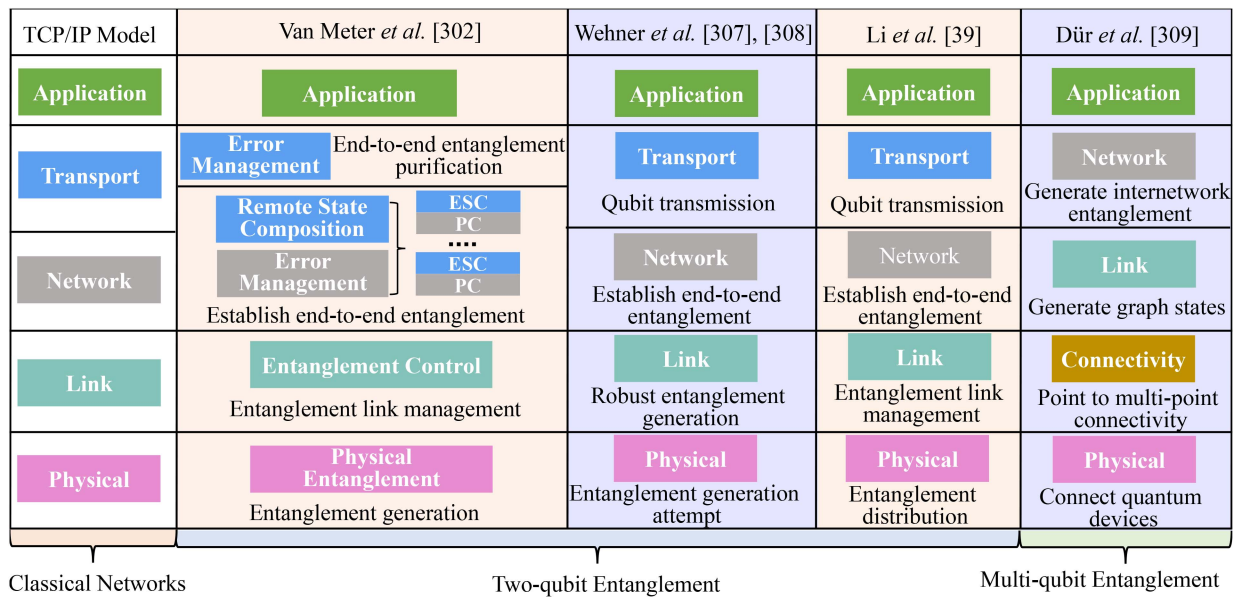 TCP/IP Model
Van Meter et al. [302]
Wehner et al. [307], [308]
Li et al. [39]
Dür et al. [309]
Application
Application
Application
Application
Application
Transport
Error
Management
End-to-end entanglement
purification
Transport
Qubit transmission
Transport
Qubit transmission
Network
Generate internetwork
entanglement
Remote State
Composition
Error
Management
ESC
PC
....
ESC
PC
Establish end-to-end entanglement
Network
Network
Establish end-to-end
entanglement
Network
Establish end-to-end
entanglement
Link
Generate graph states
Link
Entanglement Control
Entanglement link management
Link
Robust entanglement
generation
Link
Entanglement link
management
Connectivity
Point to multi-point
connectivity
Physical
Physical
Entanglement
Entanglement generation
Physical
Entanglement generation
attempt
Physical
Entanglement
distribution
Physical
Connect quantum
devices
Classical Networks
Two-qubit Entanglement
Multi-qubit Entanglement